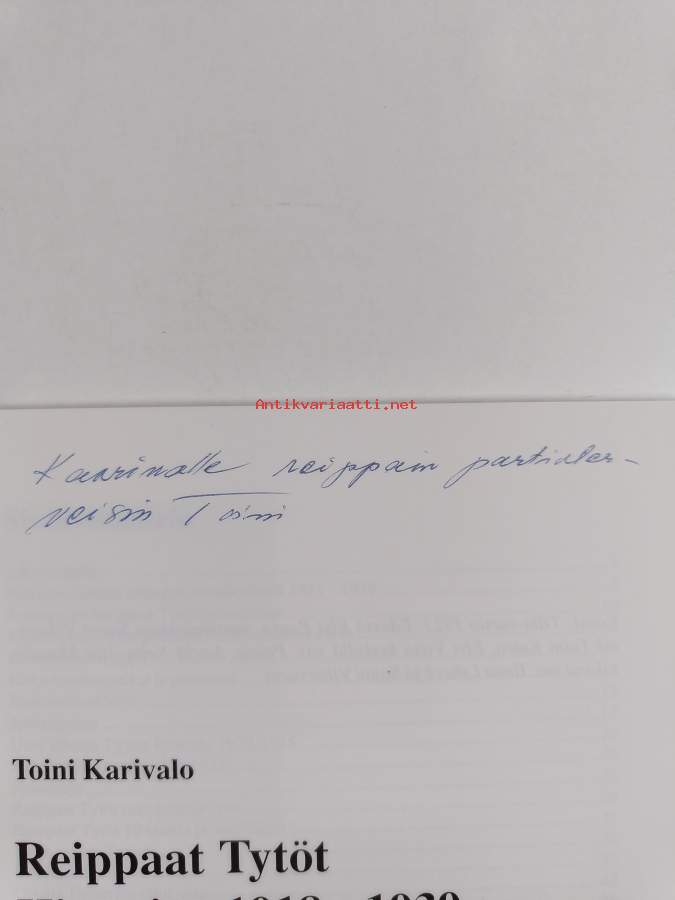 Antikvariaatti.net
Kaarinalle reippain partioter-
veisin Toini
Toini Karivalo
Reippaat Tytöt